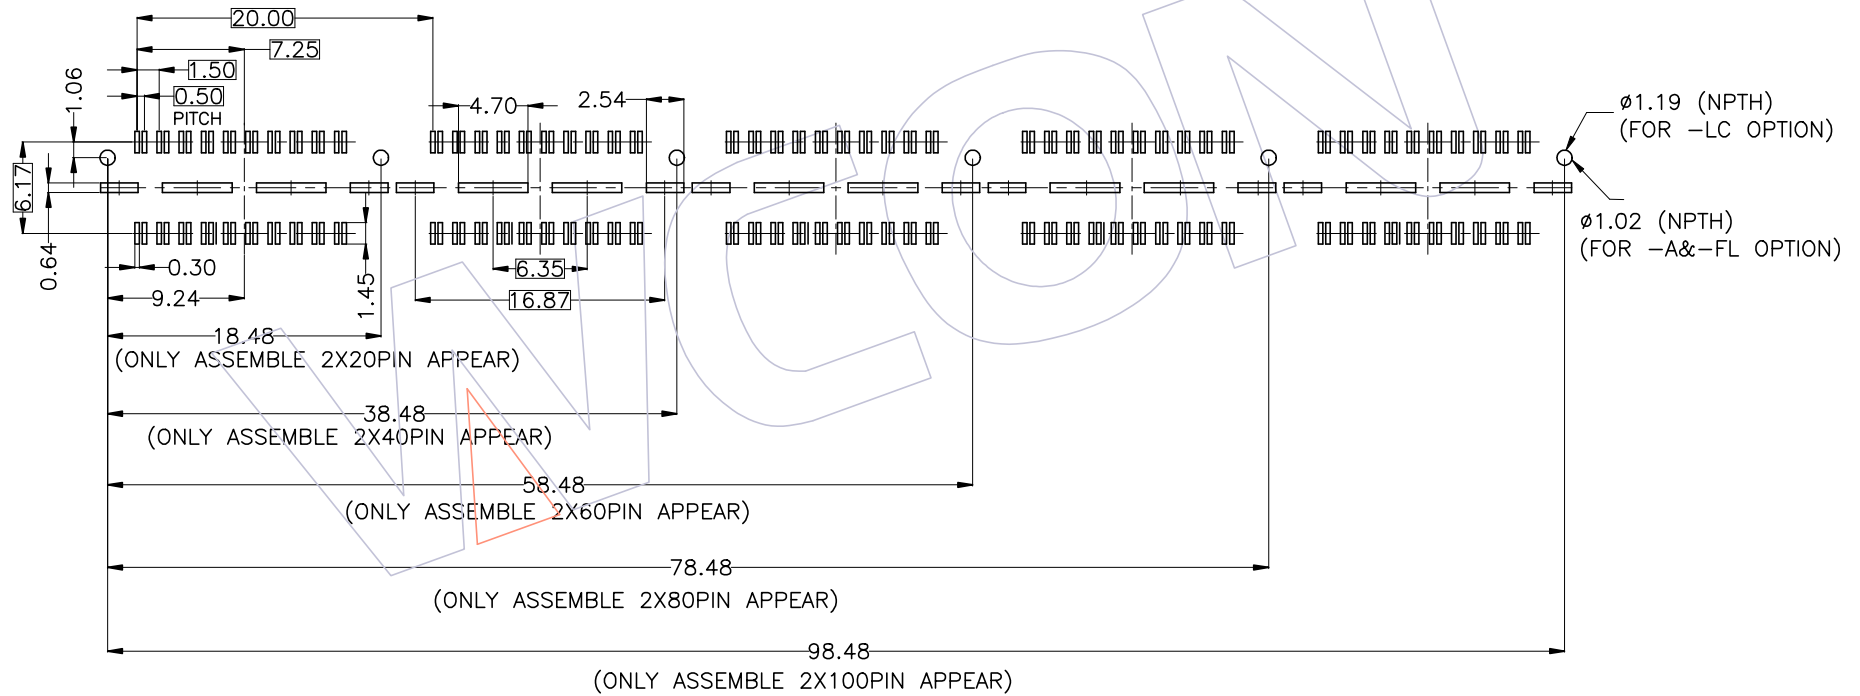 20.00
7.25
1.50
1.06
0.50
PITCH
4.70
2.54
ø1.19 (NPTH)
(FOR -LC OPTION)
6.17
ø1.02 (NPTH)
(FOR -A&-FL OPTION)
0.64
0.30
9.24
1.45
6.35
16.87
18.48
(ONLY ASSEMBLE 2X20PIN APPEAR)
38.48
(ONLY ASSEMBLE 2X40PIN APPEAR)
58.48
(ONLY ASSEMBLE 2X60PIN APPEAR)
78.48
(ONLY ASSEMBLE 2X80PIN APPEAR)
98.48
(ONLY ASSEMBLE 2X100PIN APPEAR)
WCON